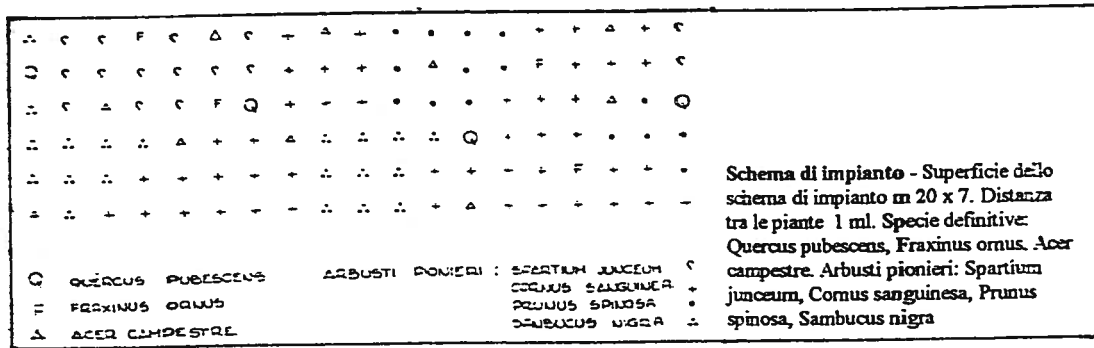 ∴ ς ς F ς Δ ς + Δ + • • • • + + Δ + ς
Q ς ς ς ς ς ς + + + • Δ • • F + + + ς
∴ ς Δ ς ς F Q + - - • • • + + + Δ • Q
∴ ∴ ∴ ∴ Δ + + Δ ∴ ∴ ∴ ∴ Q + + + • • •
∴ ∴ ∴ + + + + + ∴ ∴ ∴ + + - + F + + •
∴ + + + + + + ∴ ∴ ∴ + Δ - - + - - -
Schema di impianto - Superficie dello
schema di impianto m 20 x 7. Distanza
tra le piante 1 ml. Specie definitive:
Quercus pubescens, Fraxinus ornus, Acer
campestre. Arbusti pionieri: Spartium
junceum, Cornus sanguinesa, Prunus
spinosa, Sambucus nigra
Q QUERCUS PUBESCENS
F FRAXINUS ORNUS
Δ ACER CAMPESTRE
ARBUSTI PIONIERI : SPARTIUM JUNCEUM ς
CORNUS SANGUINEA +
PRUNUS SPINOSA •
SAMBUCUS NIGRA ∴